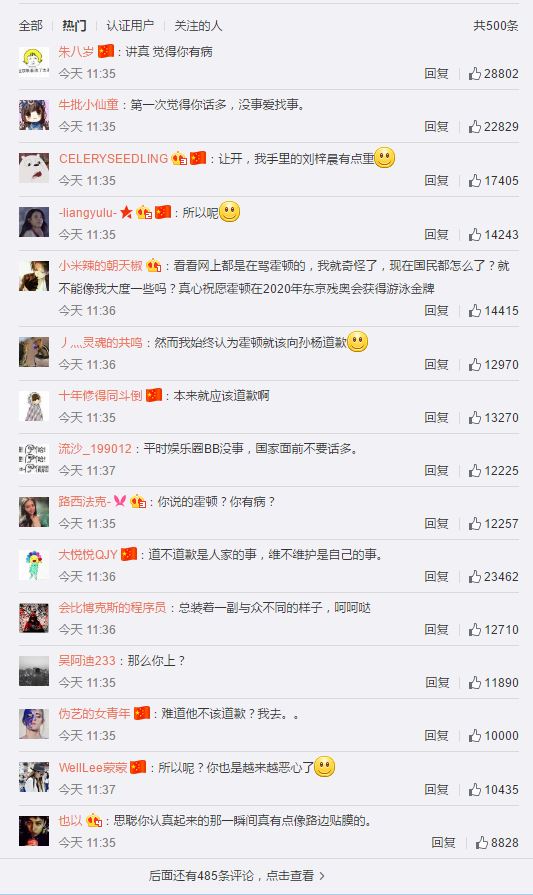 全部 热门 认证用户 关注的人 共500条
朱八岁：讲真 觉得你有病
今天 11:35 回复 28802
牛批小仙童：第一次觉得你话多，没事爱找事。
今天 11:35 回复 22829
CELERYSEEDLING：让开，我手里的刘梓晨有点重
今天 11:35 回复 17405
-liangyulu-：所以呢
今天 11:35 回复 14243
小米辣的朝天椒：看看网上都是在骂霍顿的，我就奇怪了，现在国民都怎么了？就
不能像我大度一些吗？真心祝愿霍顿在2020年东京残奥会获得游泳金牌
今天 11:36 回复 14415
丿灬灵魂的共鸣：然而我始终认为霍顿就该向孙杨道歉
今天 11:36 回复 12970
十年修得同斗倒：本来就应该道歉啊
今天 11:35 回复 13270
流沙_199012：平时娱乐圈BB没事，国家面前不要话多。
今天 11:37 回复 12225
路西法克-：你说的霍顿？你有病？
今天 11:35 回复 12257
大悦悦QJY：道不道歉是人家的事，维不维护是自己的事。
今天 11:36 回复 23462
会比博克斯的程序员：总装着一副与众不同的样子，呵呵哒
今天 11:36 回复 12710
吴阿迪233：那么你上？
今天 11:35 回复 11890
伪艺的女青年：难道他不该道歉？我去。。
今天 11:35 回复 10000
WellLee蒙蒙：所以呢？你也是越来越恶心了
今天 11:37 回复 10435
也以：思聪你认真起来的那一瞬间真有点像路边贴膜的。
今天 11:35 回复 8828
后面还有485条评论，点击查看 >